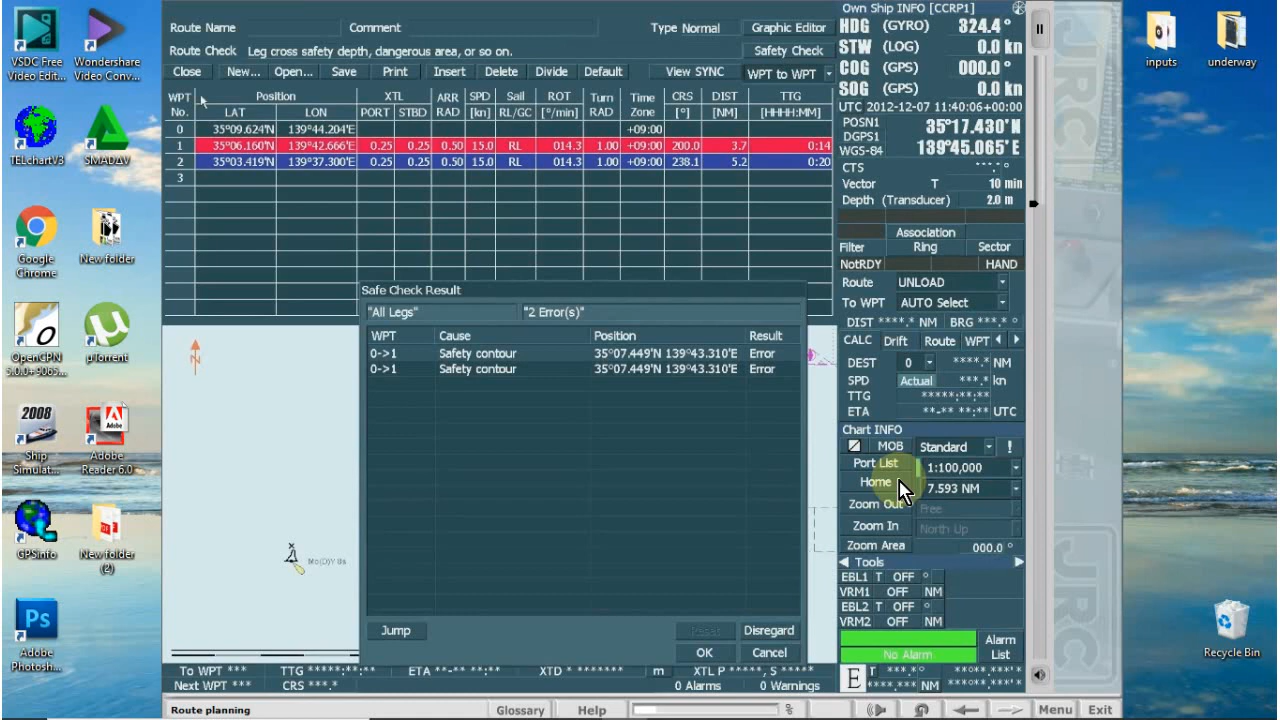 VSDC Free
Video Edit...
Wondershare
Video Conv...
TELchartV3
SMADΔV
Google
Chrome
New folder
OpenCPN
5.0.0+9065...
µTorrent
2008
Ship
Simulat...
Adobe
Reader 6.0
GPSinfo
New folder
(2)
Ps
Adobe
Photosh...
Route Name Comment Type Normal Graphic Editor
Route Check Leg cross safety depth, dangerous area, or so on. Safety Check
Close New... Open... Save Print Insert Delete Divide Default View SYNC WPT to WPT
WPT No. Position XTL ARR RAD SPD [kn] Sail RL/GC ROT [°/min] Turn RAD Time Zone CRS [°] DIST [NM] TTG [HHHH:MM]
LAT LON PORT STBD
0 35°09.624'N 139°44.204'E +09:00
1 35°06.160'N 139°42.666'E 0.25 0.25 0.50 15.0 RL 014.3 1.00 +09:00 200.0 3.7 0:14
2 35°03.419'N 139°37.300'E 0.25 0.25 0.50 15.0 RL 014.3 1.00 +09:00 238.1 5.2 0:20
3
Safe Check Result
"All Legs" "2 Error(s)"
WPT Cause Position Result
0->1 Safety contour 35°07.449'N 139°43.310'E Error
0->1 Safety contour 35°07.449'N 139°43.310'E Error
Jump Reset Disregard
OK Cancel
N
Mo(D)Y 8s
To WPT *** TTG *****:**:** ETA **-** **:** XTD * ******* m XTL P *****, S *****
Next WPT *** CRS ***.* 0 Alarms 0 Warnings
Route planning Glossary Help % Menu Exit
Own Ship INFO [CCRP1]
HDG (GYRO) 324.4 °
STW (LOG) 0.0 kn
COG (GPS) 000.0 °
SOG (GPS) 0.0 kn
UTC 2012-12-07 11:40:06+00:00
POSN1
DGPS1 35°17.430'N
WGS-84 139°45.065'E
CTS ***.* °
Vector T 10 min
Depth (Transducer) 2.0 m
Association
Filter Ring Sector
NotRDY HAND
Route UNLOAD
To WPT AUTO Select
DIST ****.* NM BRG ***.* °
CALC Drift Route WPT
DEST 0 ****.* NM
SPD Actual ***.* kn
TTG *****:**:**
ETA **-** **:** UTC
Chart INFO
MOB Standard !
Port List 1:100,000
Home 7.593 NM
Zoom Out Free
Zoom In North Up
Zoom Area 000.0 °
Tools
EBL1 T OFF °
VRM1 OFF NM
EBL2 T OFF °
VRM2 OFF NM
No Alarm Alarm List
E T ***.* ° **°**.***'*
****.*** NM ***°**.***'*
JRC
JRC
inputs
underway
Recycle Bin